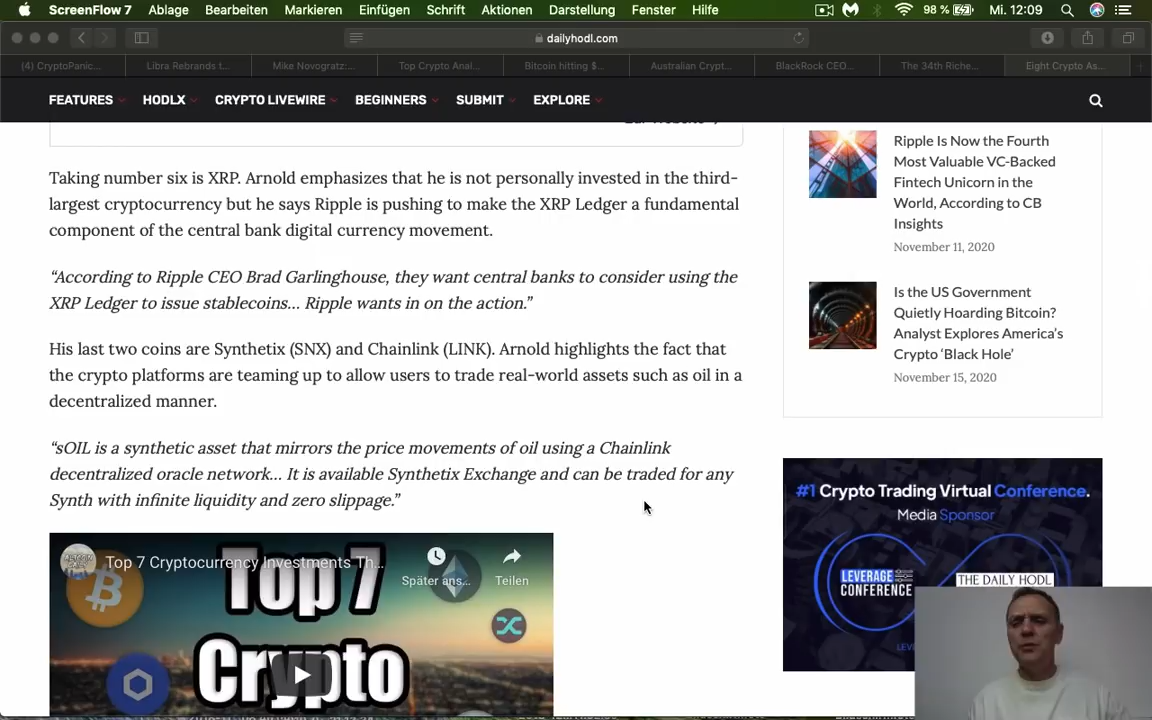 ScreenFlow 7 Ablage Bearbeiten Markieren Einfügen Schrift Aktionen Darstellung Fenster Hilfe 98 % Mi. 12:09
dailyhodl.com
(4) CryptoPanic... Libra Rebrands t... Mike Novogratz:... Top Crypto Anal... Bitcoin hitting $... Australian Crypt... BlackRock CEO... The 34th Riche... Eight Crypto As...
FEATURES HODLX CRYPTO LIVEWIRE BEGINNERS SUBMIT EXPLORE
Taking number six is XRP. Arnold emphasizes that he is not personally invested in the third-
largest cryptocurrency but he says Ripple is pushing to make the XRP Ledger a fundamental
component of the central bank digital currency movement.
“According to Ripple CEO Brad Garlinghouse, they want central banks to consider using the
XRP Ledger to issue stablecoins… Ripple wants in on the action.”
His last two coins are Synthetix (SNX) and Chainlink (LINK). Arnold highlights the fact that
the crypto platforms are teaming up to allow users to trade real-world assets such as oil in a
decentralized manner.
“sOIL is a synthetic asset that mirrors the price movements of oil using a Chainlink
decentralized oracle network… It is available Synthetix Exchange and can be traded for any
Synth with infinite liquidity and zero slippage.”
Top 7 Cryptocurrency Investments Th...
Später ans...
Teilen
Top 7
Crypto
Ripple Is Now the Fourth
Most Valuable VC-Backed
Fintech Unicorn in the
World, According to CB
Insights
November 11, 2020
Is the US Government
Quietly Hoarding Bitcoin?
Analyst Explores America’s
Crypto ‘Black Hole’
November 15, 2020
#1 Crypto Trading Virtual Conference.
Media Sponsor
LEVERAGE
CONFERENCE
THE DAILY HODL